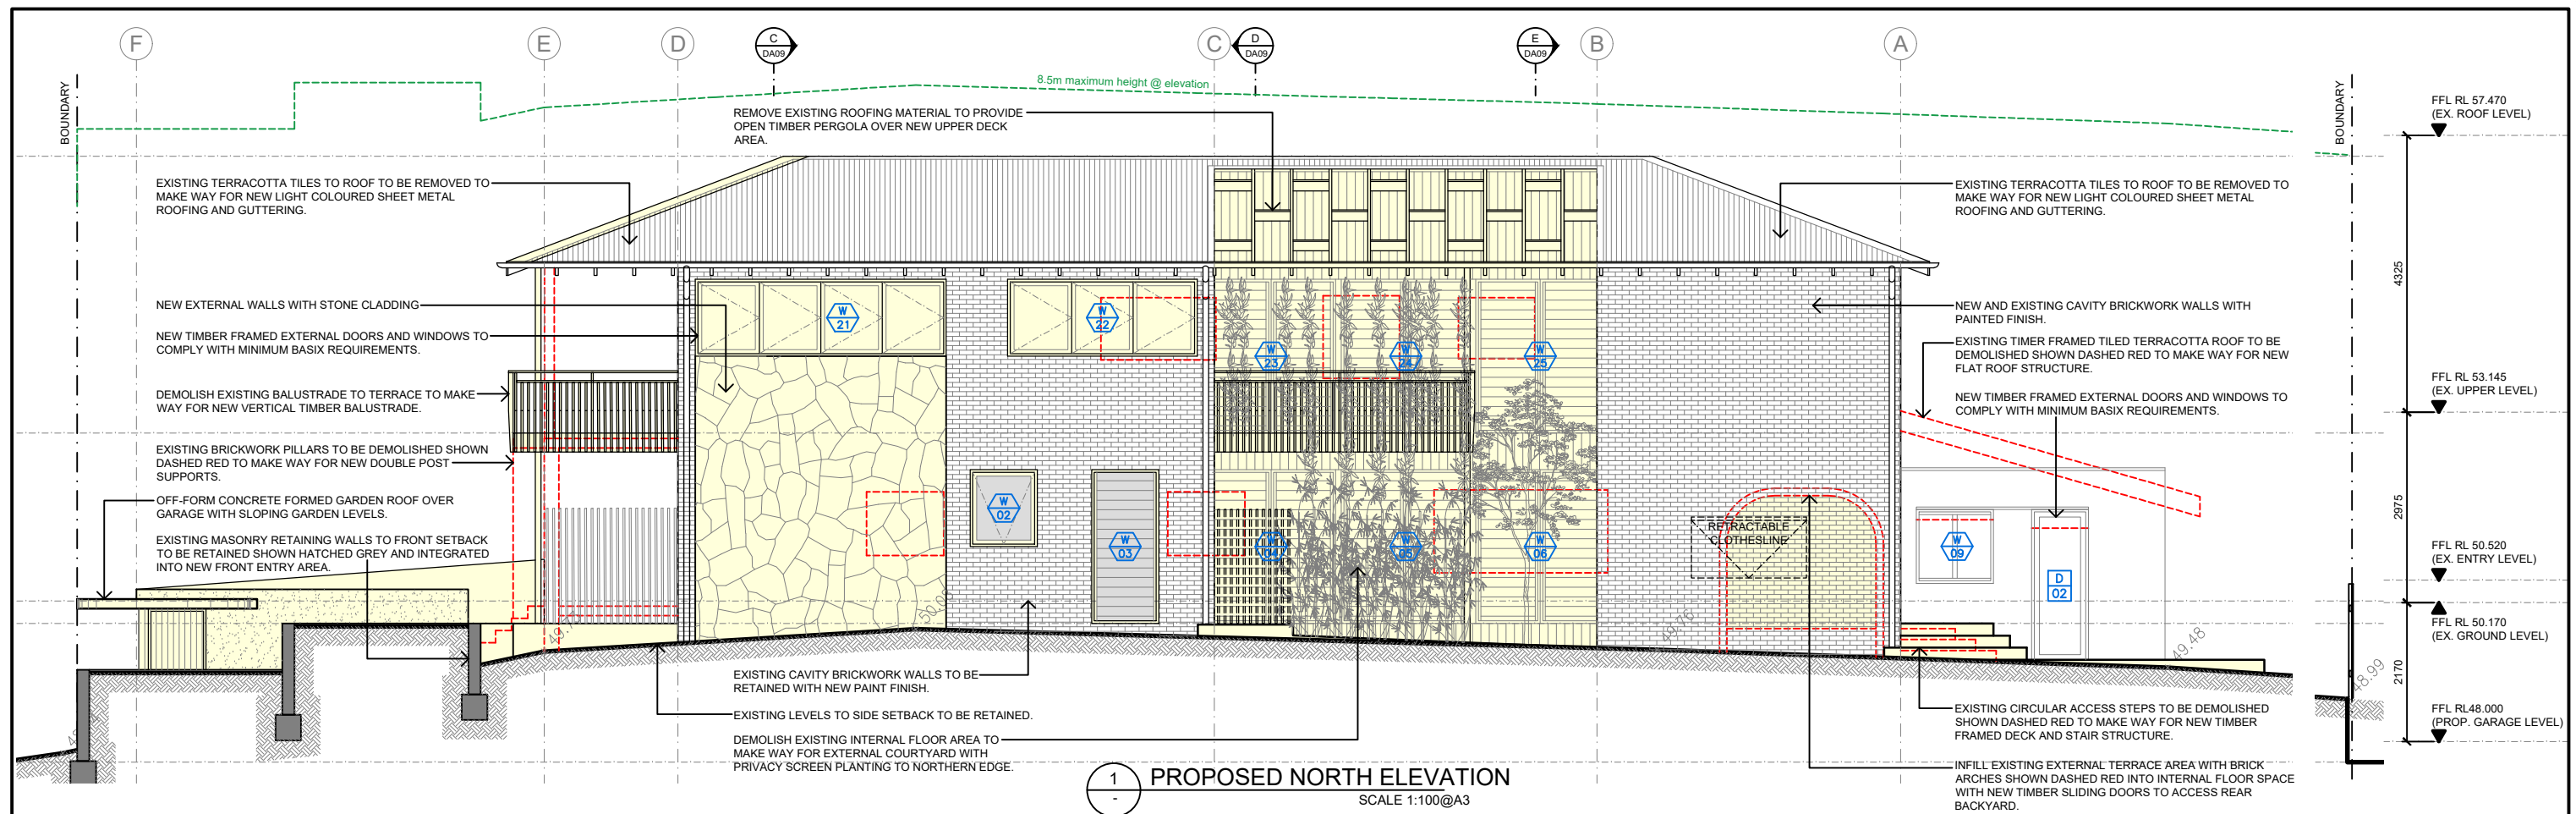 F
E
D
C
DA09
C
D
DA09
E
DA09
B
A
BOUNDARY
8.5m maximum height @ elevation
BOUNDARY
REMOVE EXISTING ROOFING MATERIAL TO PROVIDE
OPEN TIMBER PERGOLA OVER NEW UPPER DECK
AREA.
EXISTING TERRACOTTA TILES TO ROOF TO BE REMOVED TO
MAKE WAY FOR NEW LIGHT COLOURED SHEET METAL
ROOFING AND GUTTERING.
NEW EXTERNAL WALLS WITH STONE CLADDING
NEW TIMBER FRAMED EXTERNAL DOORS AND WINDOWS TO
COMPLY WITH MINIMUM BASIX REQUIREMENTS.
DEMOLISH EXISTING BALUSTRADE TO TERRACE TO MAKE
WAY FOR NEW VERTICAL TIMBER BALUSTRADE.
EXISTING BRICKWORK PILLARS TO BE DEMOLISHED SHOWN
DASHED RED TO MAKE WAY FOR NEW DOUBLE POST
SUPPORTS.
OFF-FORM CONCRETE FORMED GARDEN ROOF OVER
GARAGE WITH SLOPING GARDEN LEVELS.
EXISTING MASONRY RETAINING WALLS TO FRONT SETBACK
TO BE RETAINED SHOWN HATCHED GREY AND INTEGRATED
INTO NEW FRONT ENTRY AREA.
W
21
W
22
W
23
W
24
W
25
W
02
W
03
W
04
W
05
W
06
RETRACTABLE
CLOTHESLINE
W
09
D
02
49.76
49.48
48.99
EXISTING TERRACOTTA TILES TO ROOF TO BE REMOVED TO
MAKE WAY FOR NEW LIGHT COLOURED SHEET METAL
ROOFING AND GUTTERING.
NEW AND EXISTING CAVITY BRICKWORK WALLS WITH
PAINTED FINISH.
EXISTING TIMER FRAMED TILED TERRACOTTA ROOF TO BE
DEMOLISHED SHOWN DASHED RED TO MAKE WAY FOR NEW
FLAT ROOF STRUCTURE.
NEW TIMBER FRAMED EXTERNAL DOORS AND WINDOWS TO
COMPLY WITH MINIMUM BASIX REQUIREMENTS.
FFL RL 57.470
(EX. ROOF LEVEL)
4325
FFL RL 53.145
(EX. UPPER LEVEL)
2975
FFL RL 50.520
(EX. ENTRY LEVEL)
FFL RL 50.170
(EX. GROUND LEVEL)
2170
FFL RL48.000
(PROP. GARAGE LEVEL)
EXISTING CAVITY BRICKWORK WALLS TO BE
RETAINED WITH NEW PAINT FINISH.
EXISTING LEVELS TO SIDE SETBACK TO BE RETAINED.
DEMOLISH EXISTING INTERNAL FLOOR AREA TO
MAKE WAY FOR EXTERNAL COURTYARD WITH
PRIVACY SCREEN PLANTING TO NORTHERN EDGE.
EXISTING CIRCULAR ACCESS STEPS TO BE DEMOLISHED
SHOWN DASHED RED TO MAKE WAY FOR NEW TIMBER
FRAMED DECK AND STAIR STRUCTURE.
INFILL EXISTING EXTERNAL TERRACE AREA WITH BRICK
ARCHES SHOWN DASHED RED INTO INTERNAL FLOOR SPACE
WITH NEW TIMBER SLIDING DOORS TO ACCESS REAR
BACKYARD.
1
-
PROPOSED NORTH ELEVATION
SCALE 1:100@A3